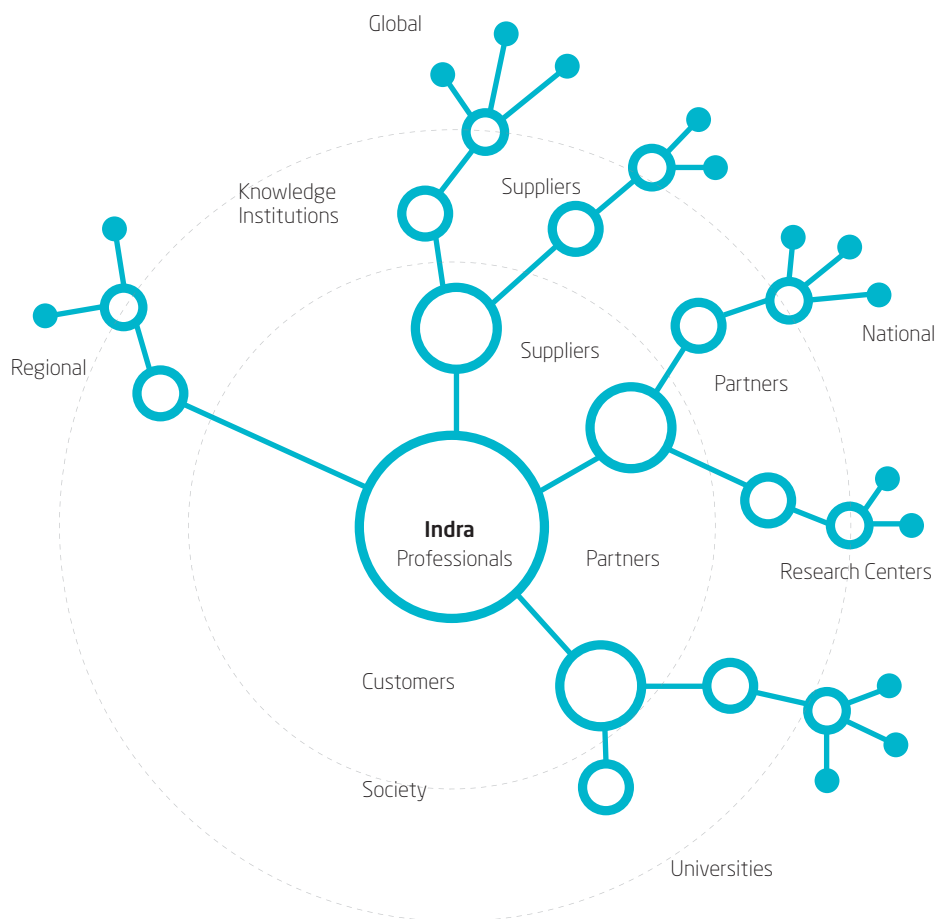 Global
Knowledge
Institutions
Suppliers
National
Regional
Suppliers
Partners
Indra
Professionals
Partners
Research Centers
Customers
Society
Universities